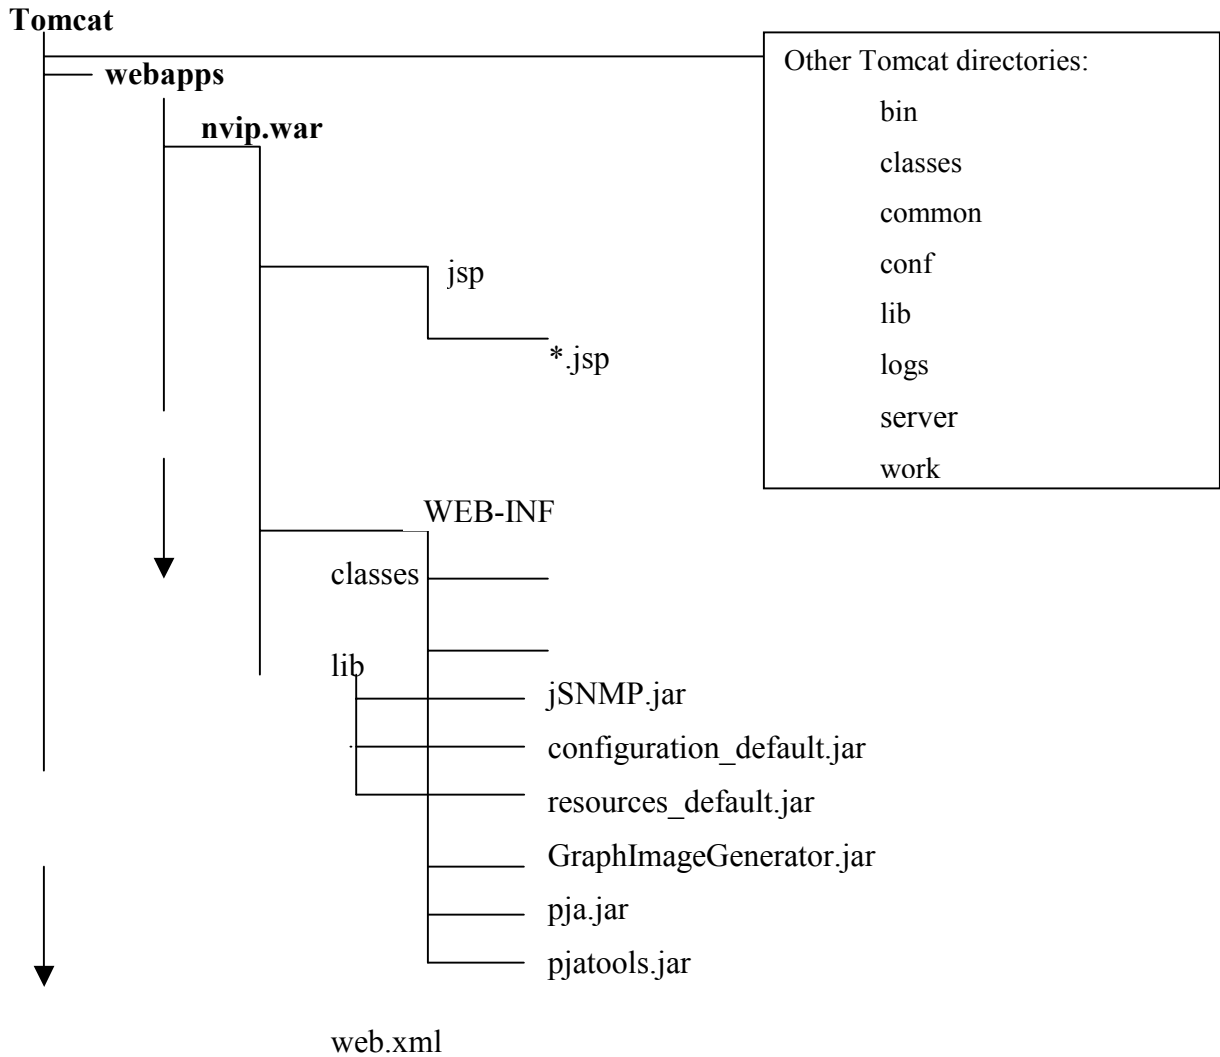 Tomcat
webapps
nvip.war
jsp
*.jsp
WEB-INF
classes
lib
jSNMP.jar
configuration_default.jar
resources_default.jar
GraphImageGenerator.jar
pja.jar
pjatools.jar
web.xml
Other Tomcat directories:
bin
classes
common
conf
lib
logs
server
work